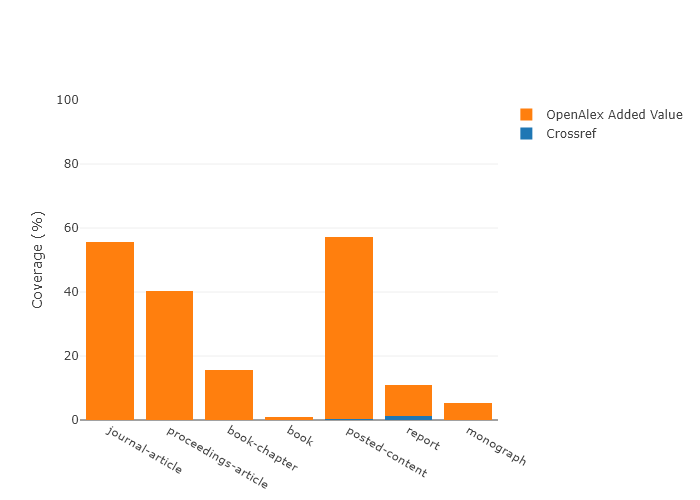 100
80
60
40
20
0
Coverage (%)
journal-article
proceedings-article
book-chapter
book
posted-content
report
monograph
OpenAlex Added Value
Crossref